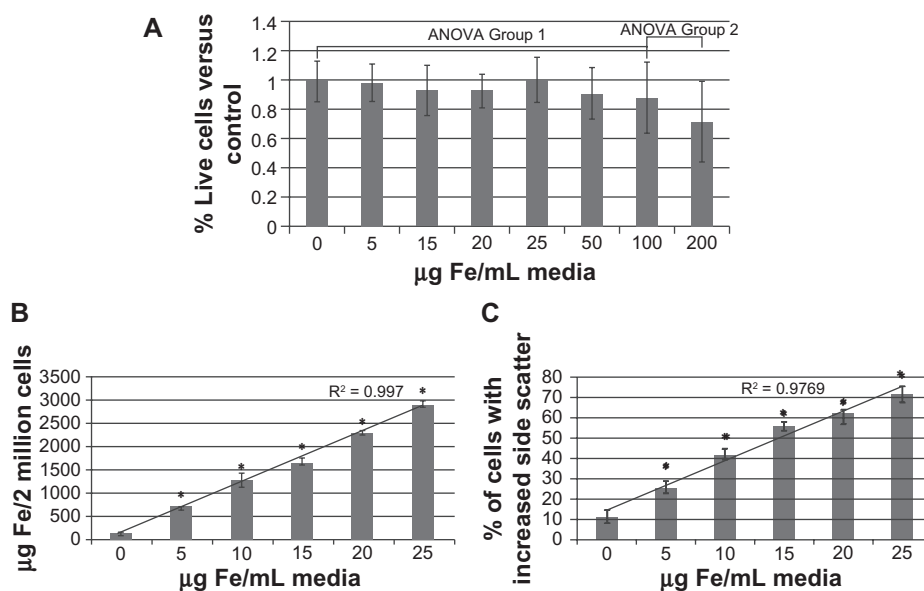 A
% Live cells versus
control
1.4
1.2
1
0.8
0.6
0.4
0.2
0
ANOVA Group 1
ANOVA Group 2
0 5 15 20 25 50 100 200
µg Fe/mL media
B
µg Fe/2 million cells
3500
3000
2500
2000
1500
1000
500
0
R² = 0.997
* * * * *
0 5 10 15 20 25
µg Fe/mL media
C
% of cells with
increased side scatter
80
70
60
50
40
30
20
10
0
R² = 0.9769
* * * * *
0 5 10 15 20 25
µg Fe/mL media